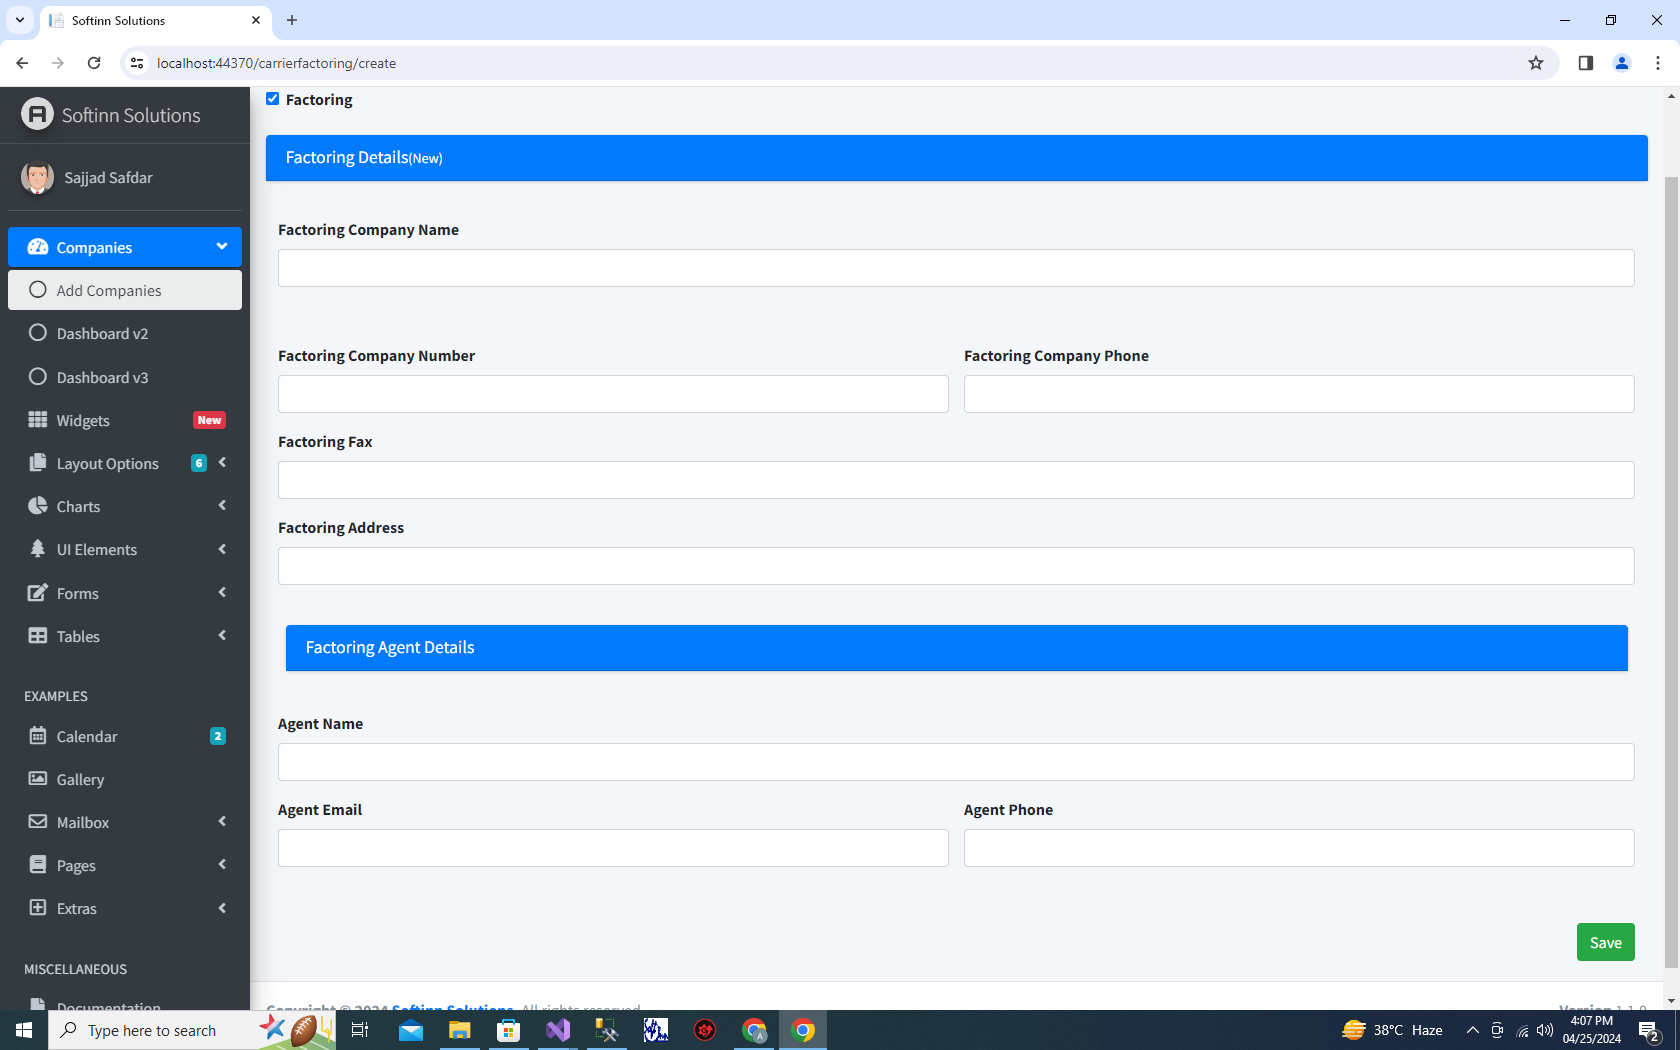 Softinn Solutions
localhost:44370/carrierfactoring/create
Softinn Solutions
Sajjad Safdar
Companies
Add Companies
Dashboard v2
Dashboard v3
Widgets New
Layout Options 6
Charts
UI Elements
Forms
Tables
EXAMPLES
Calendar 2
Gallery
Mailbox
Pages
Extras
MISCELLANEOUS
Documentation
Factoring
Factoring Details(New)
Factoring Company Name
Factoring Company Number Factoring Company Phone
Factoring Fax
Factoring Address
Factoring Agent Details
Agent Name
Agent Email Agent Phone
Save
Copyright © 2024 Softinn Solutions. All rights reserved.
Version 1.1.0
Type here to search
38°C Haze
4:07 PM
04/25/2024
2